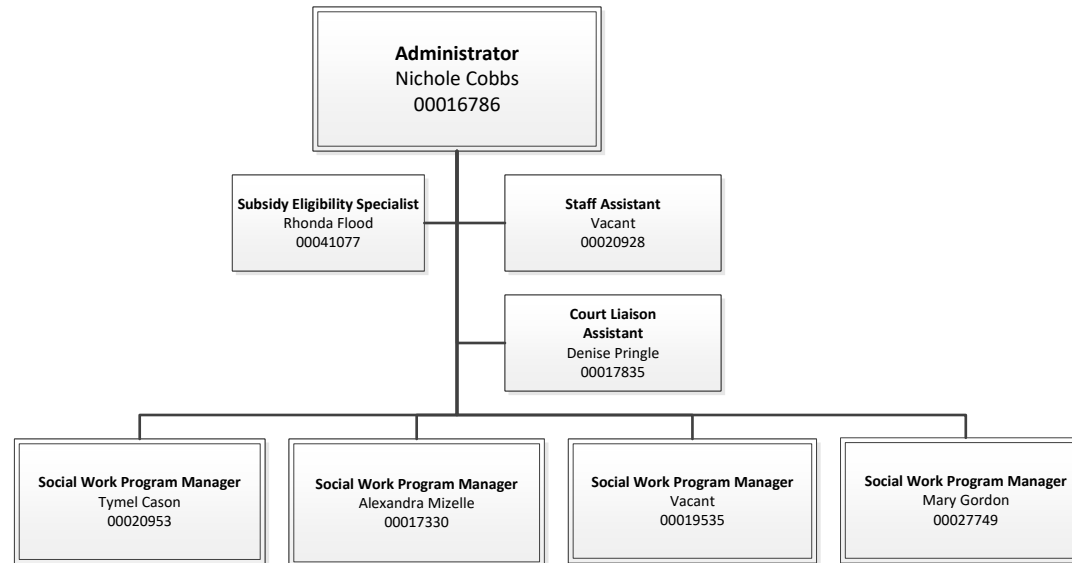 Administrator
Nichole Cobbs
00016786
Subsidy Eligibility Specialist
Rhonda Flood
00041077
Staff Assistant
Vacant
00020928
Court Liaison
Assistant
Denise Pringle
00017835
Social Work Program Manager
Tymel Cason
00020953
Social Work Program Manager
Alexandra Mizelle
00017330
Social Work Program Manager
Vacant
00019535
Social Work Program Manager
Mary Gordon
00027749